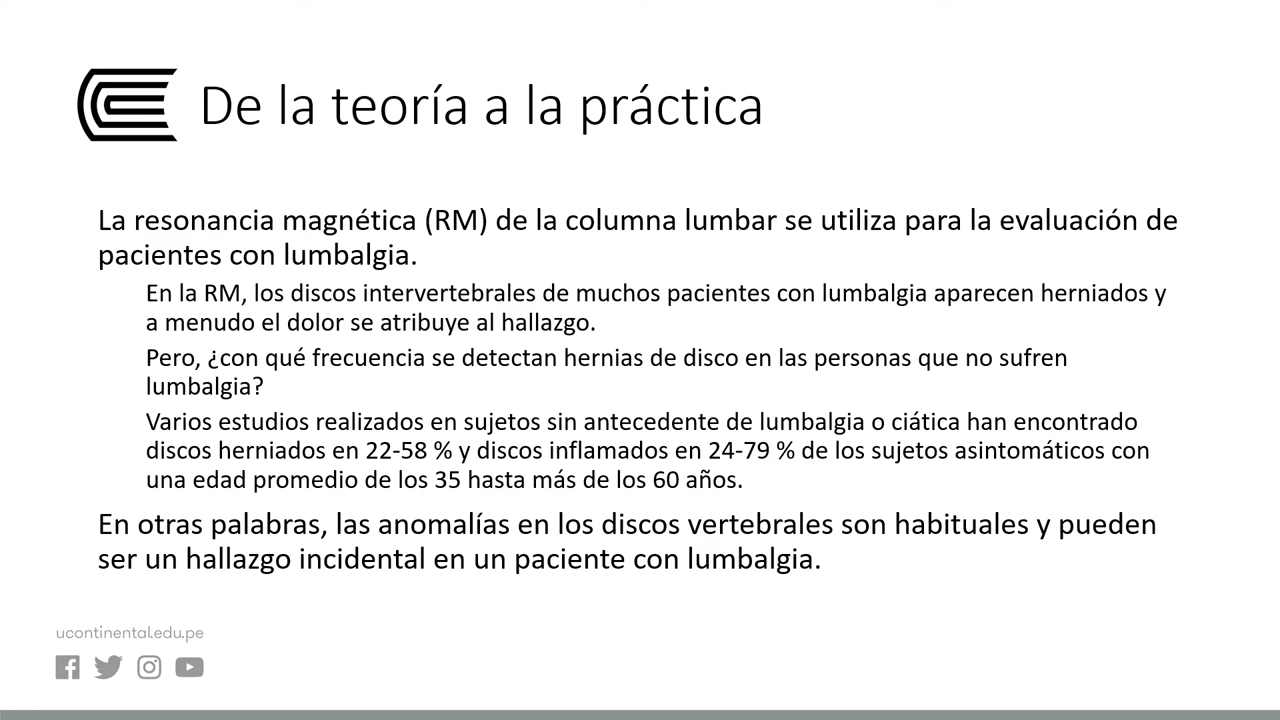 De la teoría a la práctica
La resonancia magnética (RM) de la columna lumbar se utiliza para la evaluación de
pacientes con lumbalgia.
En la RM, los discos intervertebrales de muchos pacientes con lumbalgia aparecen herniados y
a menudo el dolor se atribuye al hallazgo.
Pero, ¿con qué frecuencia se detectan hernias de disco en las personas que no sufren
lumbalgia?
Varios estudios realizados en sujetos sin antecedente de lumbalgia o ciática han encontrado
discos herniados en 22-58 % y discos inflamados en 24-79 % de los sujetos asintomáticos con
una edad promedio de los 35 hasta más de los 60 años.
En otras palabras, las anomalías en los discos vertebrales son habituales y pueden
ser un hallazgo incidental en un paciente con lumbalgia.
ucontinental.edu.pe